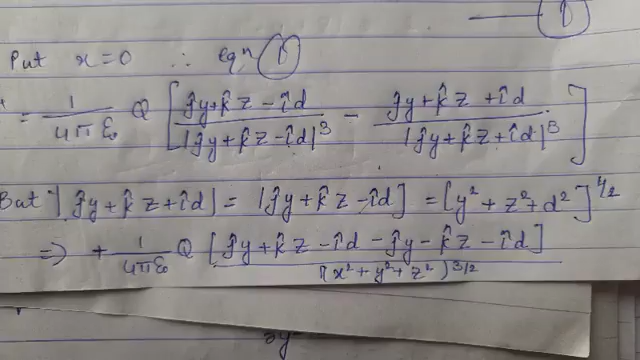 ①
Put x=0 ∴ eqⁿ ①
= 1/4πε₀ Q [ (ĵy+k̂z-îd)/|ĵy+k̂z-îd|³ - (ĵy+k̂z+îd)/|ĵy+k̂z+îd|³ ]
But |ĵy+k̂z+îd| = |ĵy+k̂z-îd] = [y²+z²+d²]^1/2
⇒ + 1/4πε₀ Q [ĵy+k̂z-îd-ĵy-k̂z-îd]/[(x²+y²+z²)^3/2